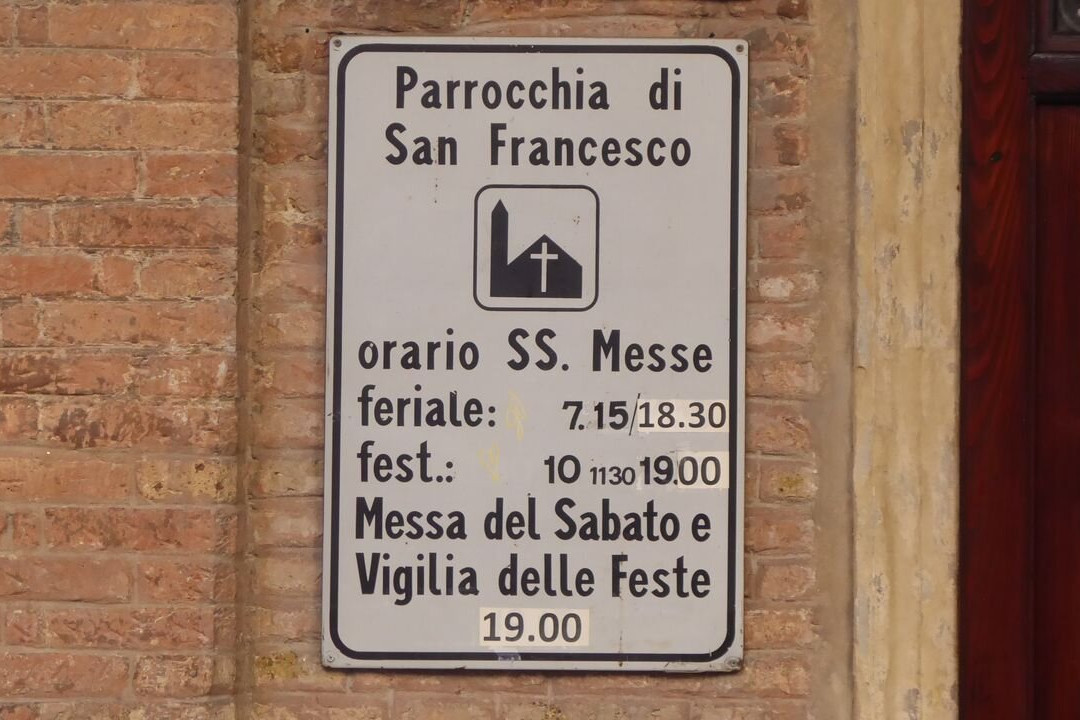 Parrocchia di
San Francesco
orario SS. Messe
feriale: 7.15/18.30
fest.: 10 1130 19.00
Messa del Sabato e
Vigilia delle Feste
19.00